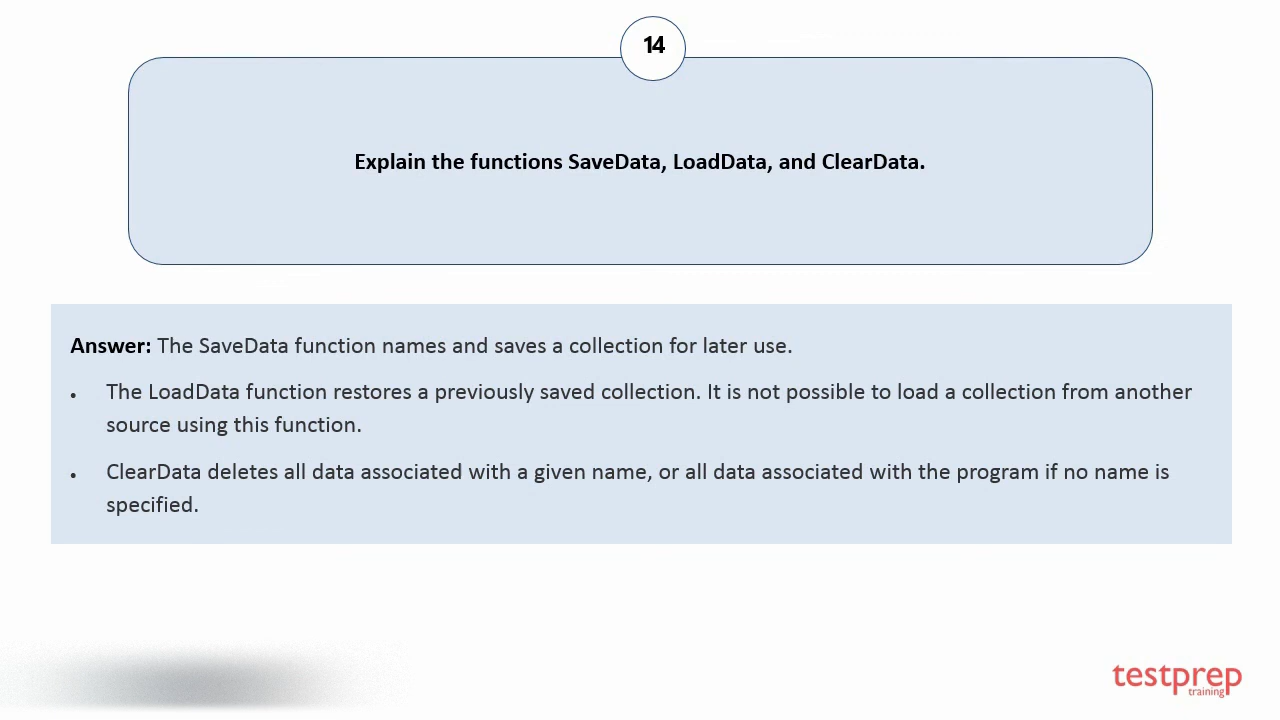 14
Explain the functions SaveData, LoadData, and ClearData.
Answer: The SaveData function names and saves a collection for later use.
• The LoadData function restores a previously saved collection. It is not possible to load a collection from another
source using this function.
• ClearData deletes all data associated with a given name, or all data associated with the program if no name is
specified.
testprep
training